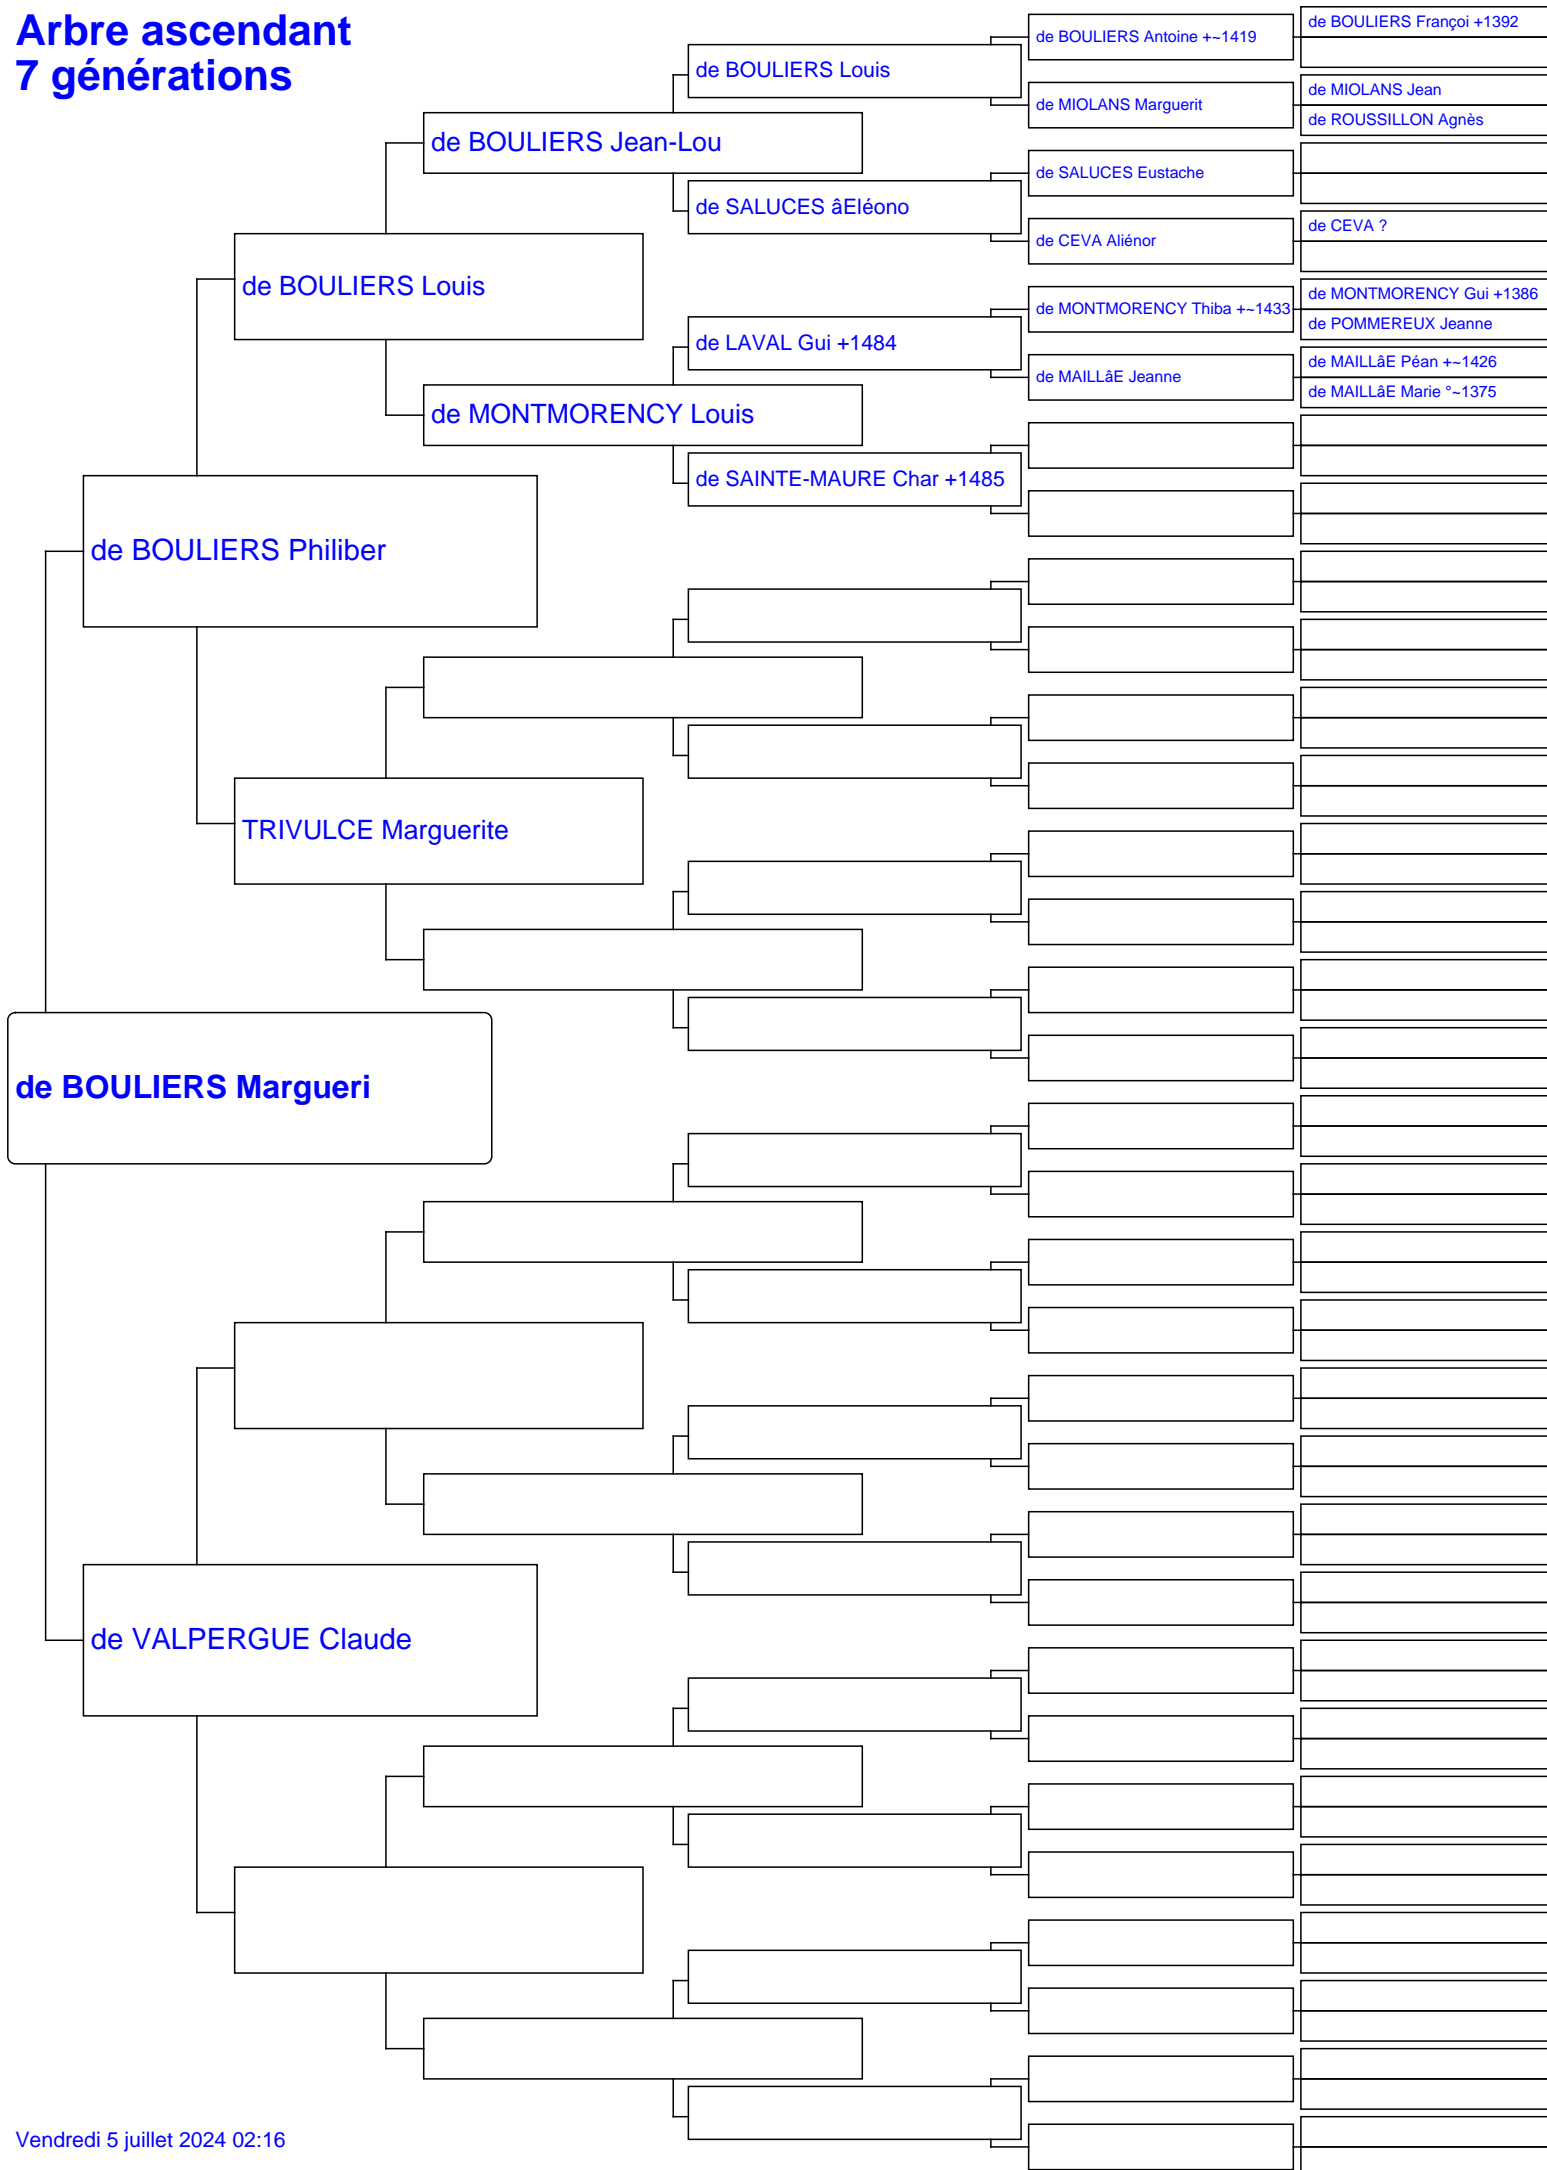 Arbre ascendant
7 générations
de BOULIERS Françoi +1392
de BOULIERS Antoine +~1419
de BOULIERS Louis
de MIOLANS Jean
de MIOLANS Marguerit
de ROUSSILLON Agnès
de BOULIERS Jean-Lou
de SALUCES Eustache
de SALUCES âEléono
de CEVA ?
de CEVA Aliénor
de BOULIERS Louis
de MONTMORENCY Gui +1386
de MONTMORENCY Thiba +~1433
de POMMEREUX Jeanne
de LAVAL Gui +1484
de MAILLâE Péan +~1426
de MAILLâE Jeanne
de MAILLâE Marie °~1375
de MONTMORENCY Louis
de SAINTE-MAURE Char +1485
de BOULIERS Philiber
TRIVULCE Marguerite
de BOULIERS Margueri
de VALPERGUE Claude
Vendredi 5 juillet 2024 02:16